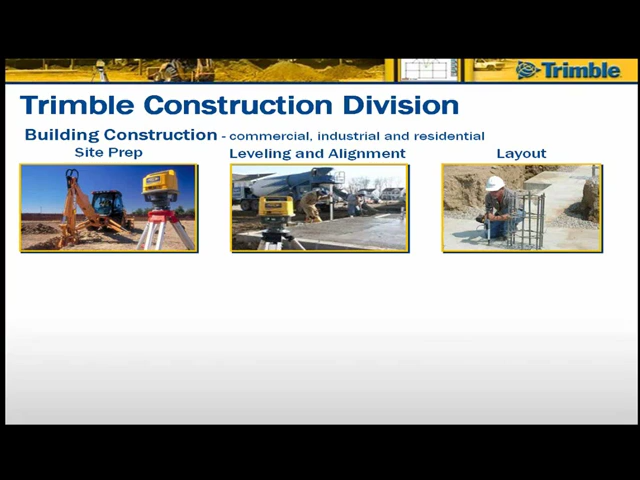 Trimble
Trimble Construction Division
Building Construction - commercial, industrial and residential
Site Prep
Leveling and Alignment
Layout